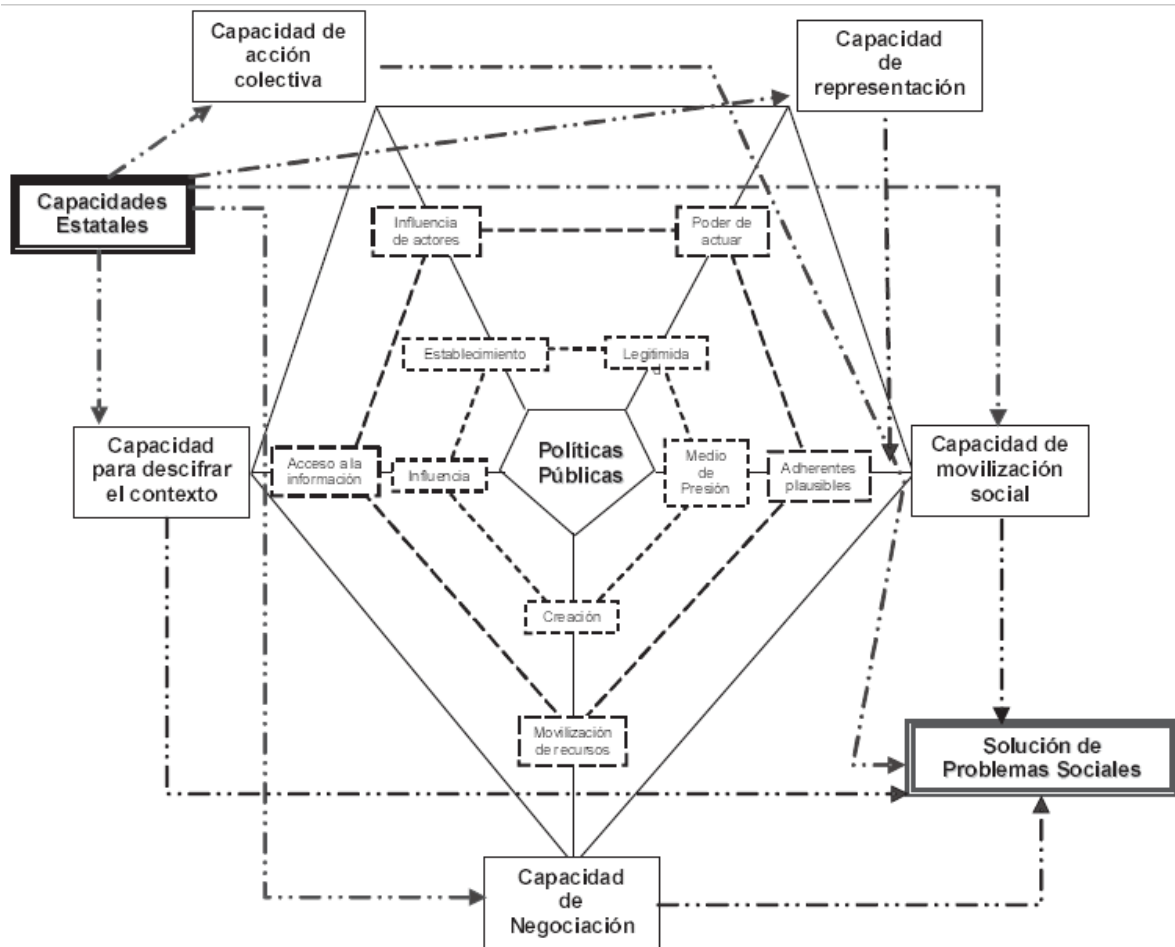 Capacidad de
acción
colectiva
Capacidad
de
representación
Capacidades
Estatales
Influencia
de actores
Poder de
actuar
Establecimiento
Legitimida
d
Capacidad
para descifrar
el contexto
Acceso a la
información
Influencia
Políticas
Públicas
Medio
de
Presión
Adherentes
plausibles
Capacidad de
movilización
social
Creación
Movilización
de recursos
Solución de
Problemas Sociales
Capacidad
de
Negociación